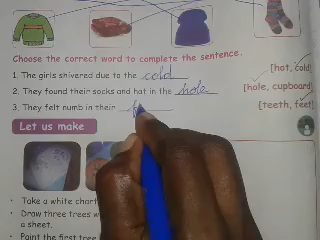 Choose the correct word to complete the sentence.
1. The girls shivered due to the cold [hot, cold]
2. They found their socks and hat in the hole [hole, cupboard]
3. They felt numb in their f [teeth, feet]
Let us make
Take a white chart
Draw three trees
a sheet.
Paint the first tree